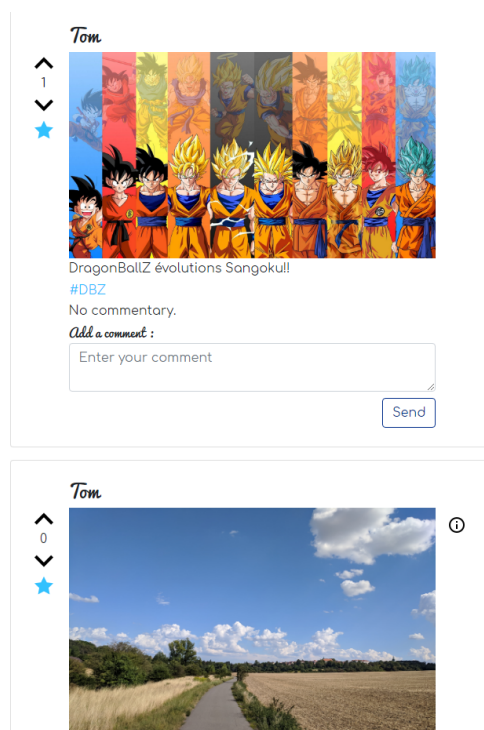 Tom
1
DragonBallZ évolutions Sangoku!!
#DBZ
No commentary.
Add a comment :
Enter your comment
Send
Tom
0